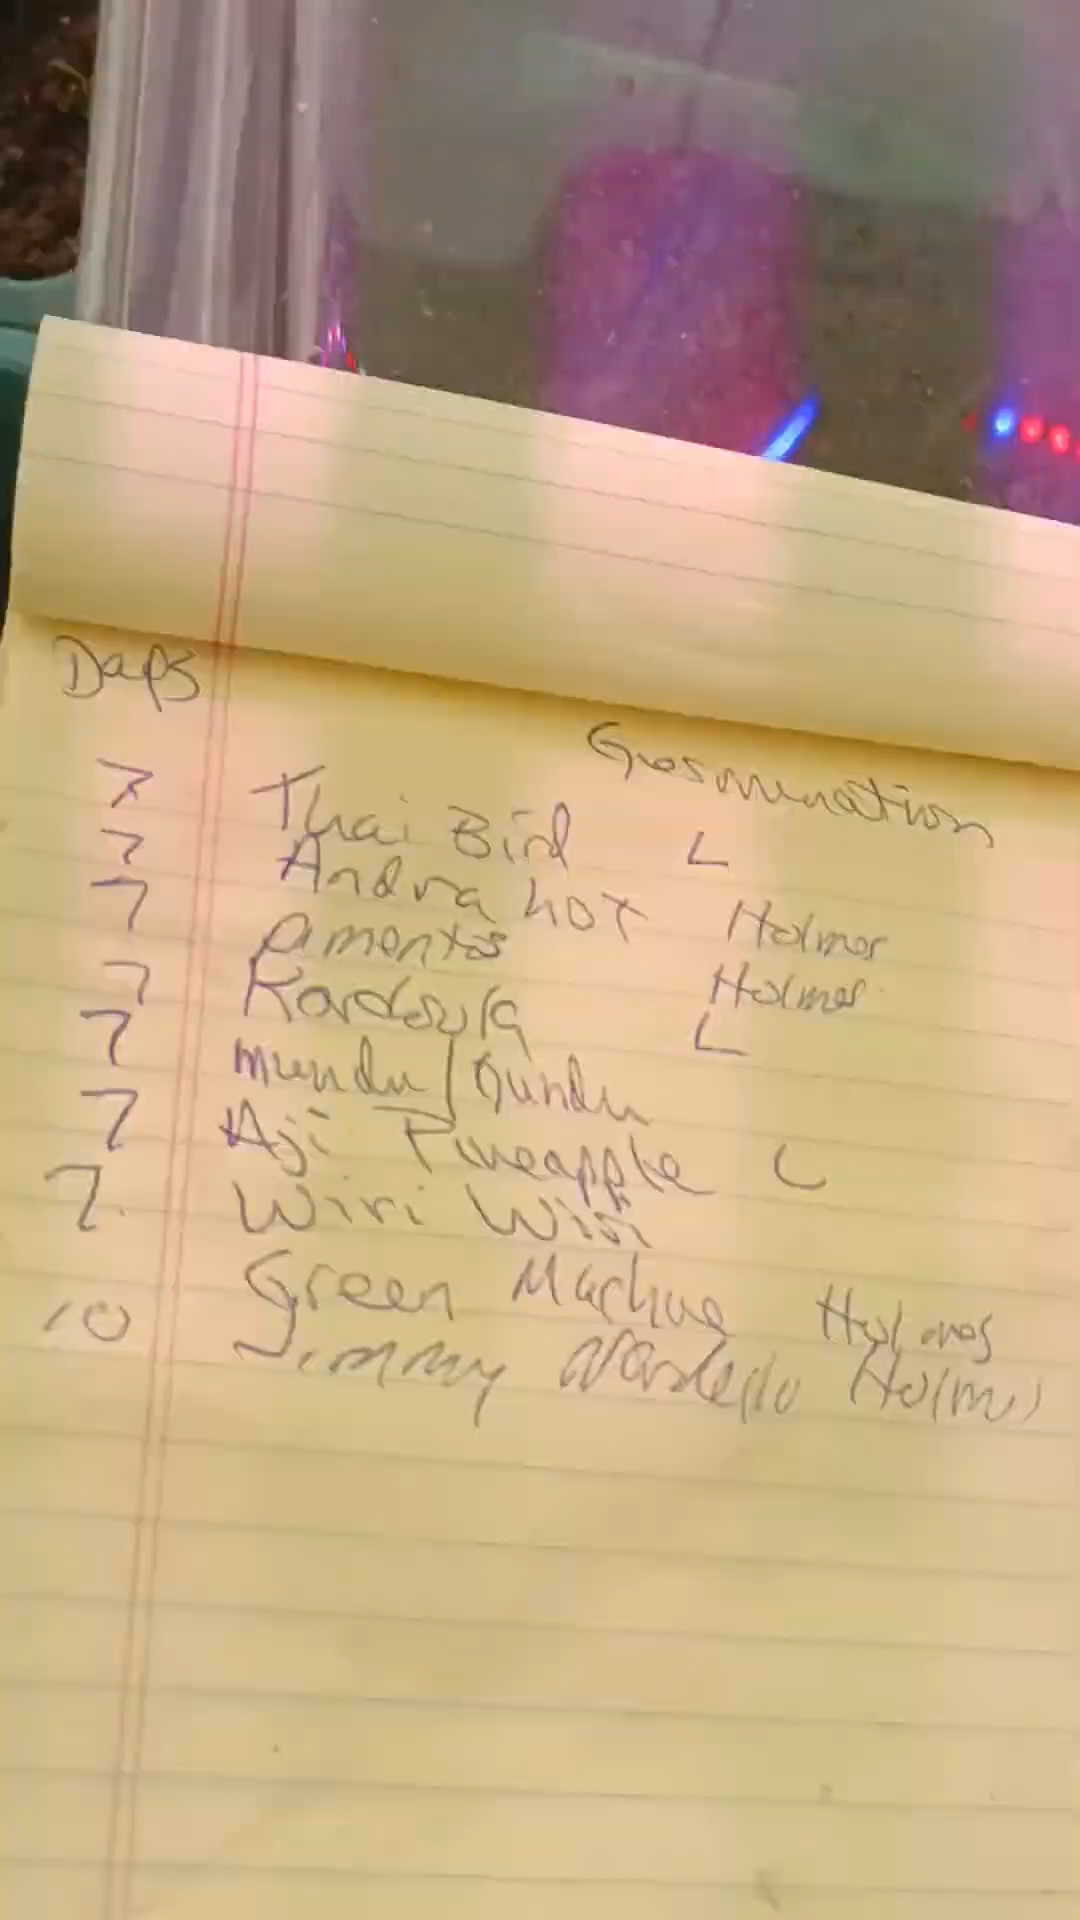 Days
Germination
7 Thai Bird L
7 Andra hot Holmes
7 Pimentos Holmes
7 L
7 mundu / Gundu
7 Aji Pineapple L
7 Wiri Wiri
Green Machine Holmes
10 Jimmy Nardello Holmes